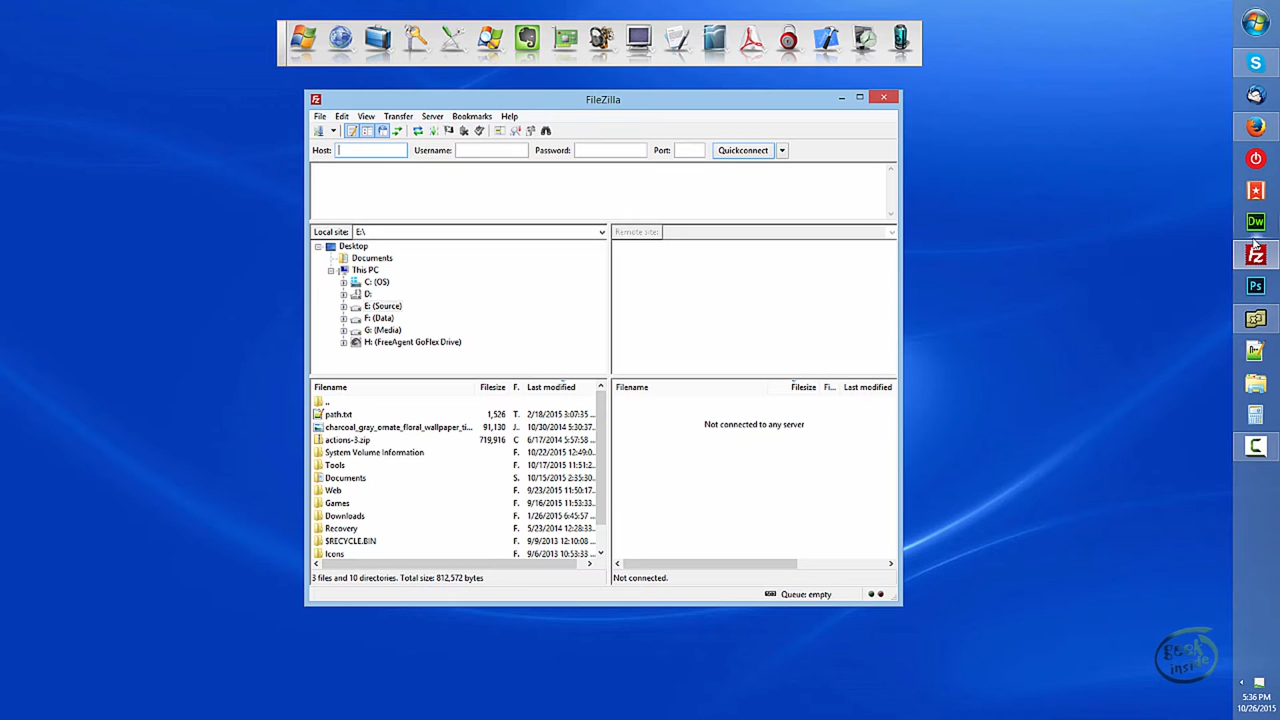 FileZilla
File Edit View Transfer Server Bookmarks Help
Host: Username: Password: Port: Quickconnect
Local site: E:\
Remote site:
Desktop
Documents
This PC
C: (OS)
D:
E: (Source)
F: (Data)
G: (Media)
H: (FreeAgent GoFlex Drive)
Filename Filesize F. Last modified
..
path.txt 1,526 T. 2/18/2015 3:07:35 ...
charcoal_gray_ornate_floral_wallpaper_ti... 91,130 J.. 10/30/2014 5:30:37...
actions-3.zip 719,916 C 6/17/2014 5:57:58 ...
System Volume Information F. 10/22/2015 12:49:0...
Tools F. 10/17/2015 11:51:2...
Documents S. 10/15/2015 2:35:30...
Web F. 9/23/2015 11:50:17...
Games F. 9/16/2015 11:53:33...
Downloads F. 1/26/2015 6:45:57 ...
Recovery F. 5/23/2014 12:28:33...
$RECYCLE.BIN F. 9/9/2013 12:10:08 ...
Icons F. 9/6/2013 10:53:33 ...
3 files and 10 directories. Total size: 812,572 bytes
Filename Filesize Fi... Last modified
Not connected to any server
Not connected.
Queue: empty
S
Dw
Fz
Ps
geek
inside
5:36 PM
10/26/2015